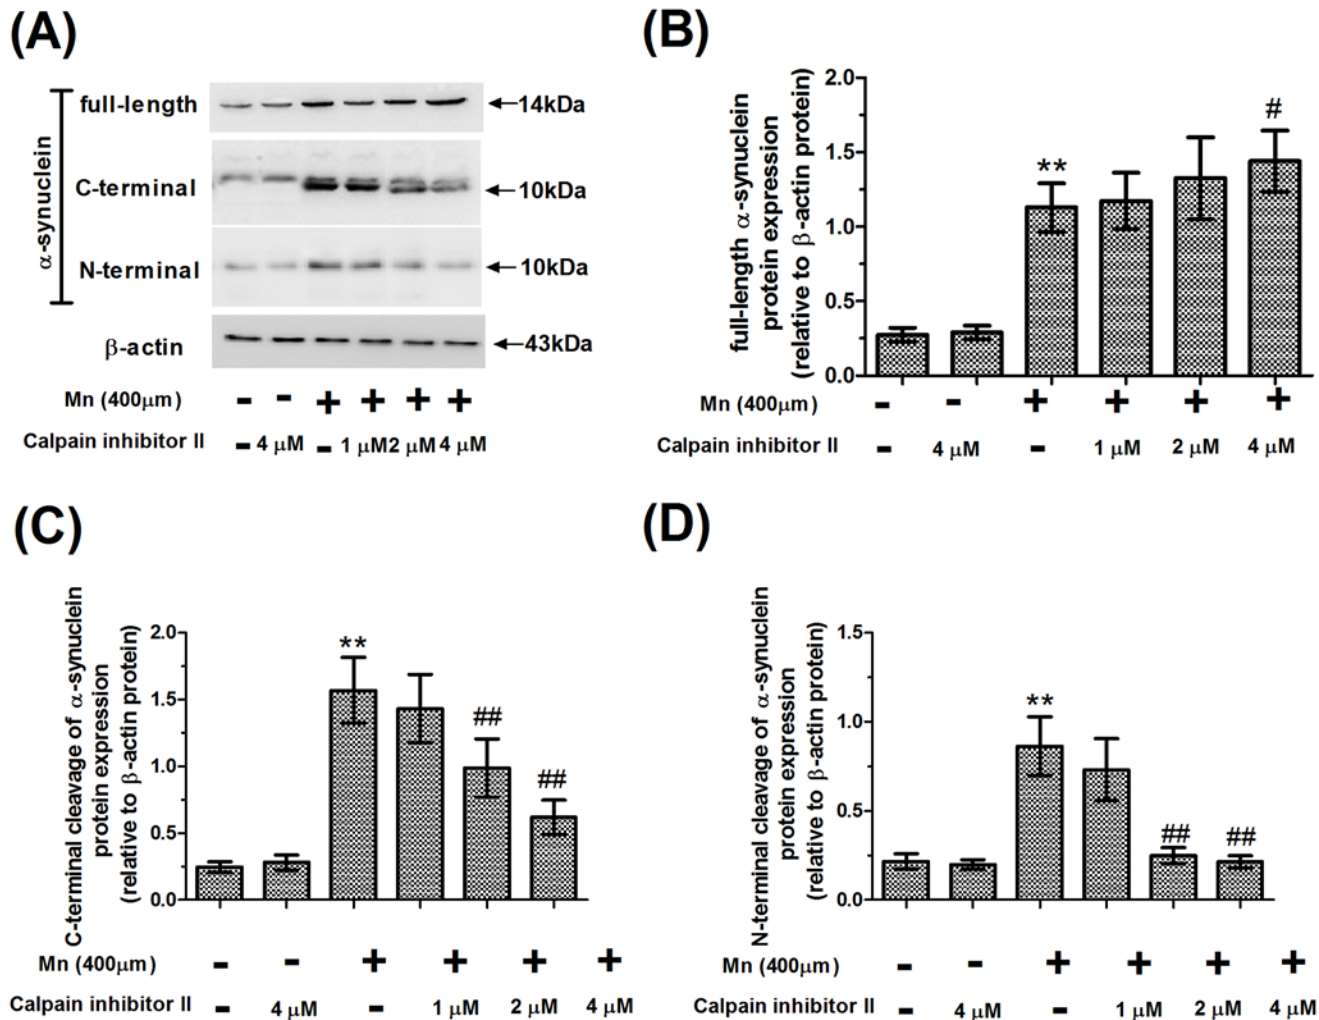 (A)
full-length
14kDa
C-terminal
10kDa
α-synuclein
N-terminal
10kDa
β-actin
43kDa
Mn (400μm) - - + + + +
Calpain inhibitor II - 4 μM - 1 μM 2 μM 4 μM
(B)
full-length α-synuclein
protein expression
(relative to β-actin protein)
2.0
1.5
1.0
0.5
0.0
**
#
Mn (400μm) - - + + + +
Calpain inhibitor II - 4 μM - 1 μM 2 μM 4 μM
(C)
C-terminal cleavage of α-synuclein
protein expression
(relative to β-actin protein)
2.0
1.5
1.0
0.5
0.0
**
##
##
Mn (400μm) - - + + + +
Calpain inhibitor II - 4 μM - 1 μM 2 μM 4 μM
(D)
N-terminal cleavage of α-synuclein
protein expression
(relative to β-actin protein)
1.5
1.0
0.5
0.0
**
##
##
Mn (400μm) - - + + + +
Calpain inhibitor II - 4 μM - 1 μM 2 μM 4 μM